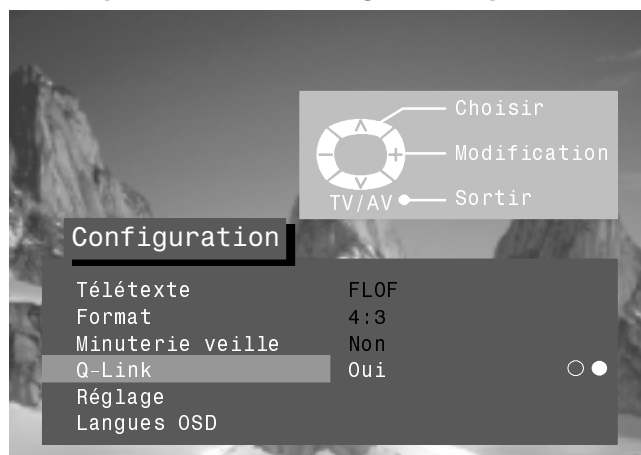 Choisir
Modification
TV/AV Sortir
Configuration
Télétexte FLOF
Format 4:3
Minuterie veille Non
Q-Link Oui
Réglage
Langues OSD